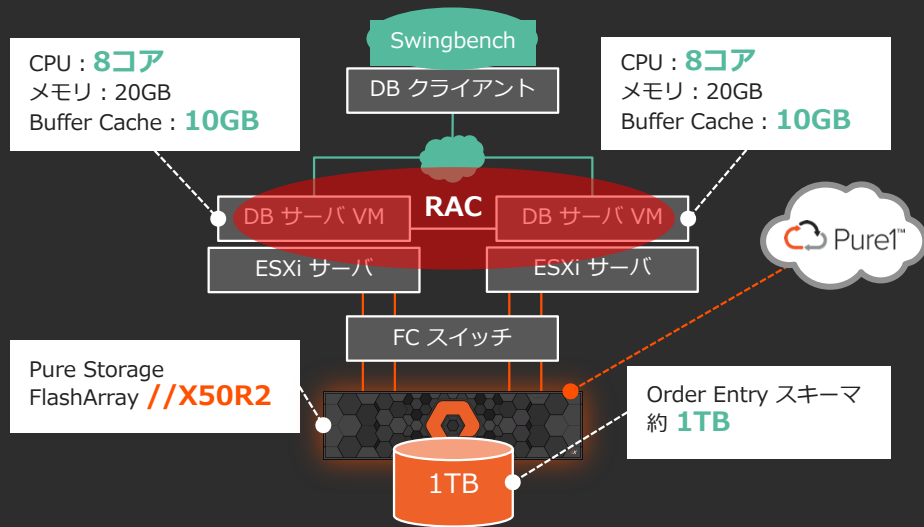 Swingbench
DB クライアント
CPU : 8コア
メモリ : 20GB
Buffer Cache : 10GB
CPU : 8コア
メモリ : 20GB
Buffer Cache : 10GB
DB サーバ VM
RAC
DB サーバ VM
ESXi サーバ
ESXi サーバ
Pure1™
FC スイッチ
Pure Storage
FlashArray //X50R2
Order Entry スキーマ
約 1TB
1TB